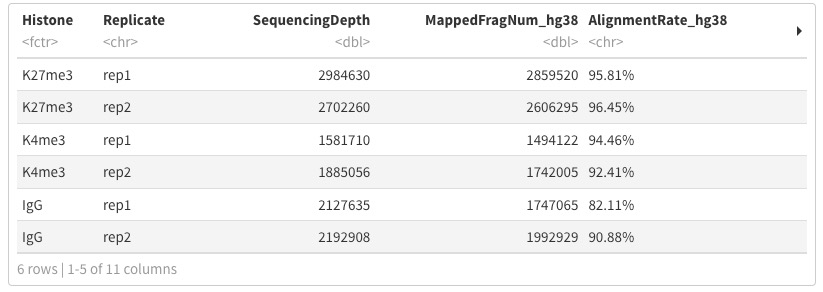 Histone Replicate SequencingDepth MappedFragNum_hg38 AlignmentRate_hg38
<fctr> <chr> <dbl> <dbl> <chr>
K27me3 rep1 2984630 2859520 95.81%
K27me3 rep2 2702260 2606295 96.45%
K4me3 rep1 1581710 1494122 94.46%
K4me3 rep2 1885056 1742005 92.41%
IgG rep1 2127635 1747065 82.11%
IgG rep2 2192908 1992929 90.88%
6 rows | 1-5 of 11 columns